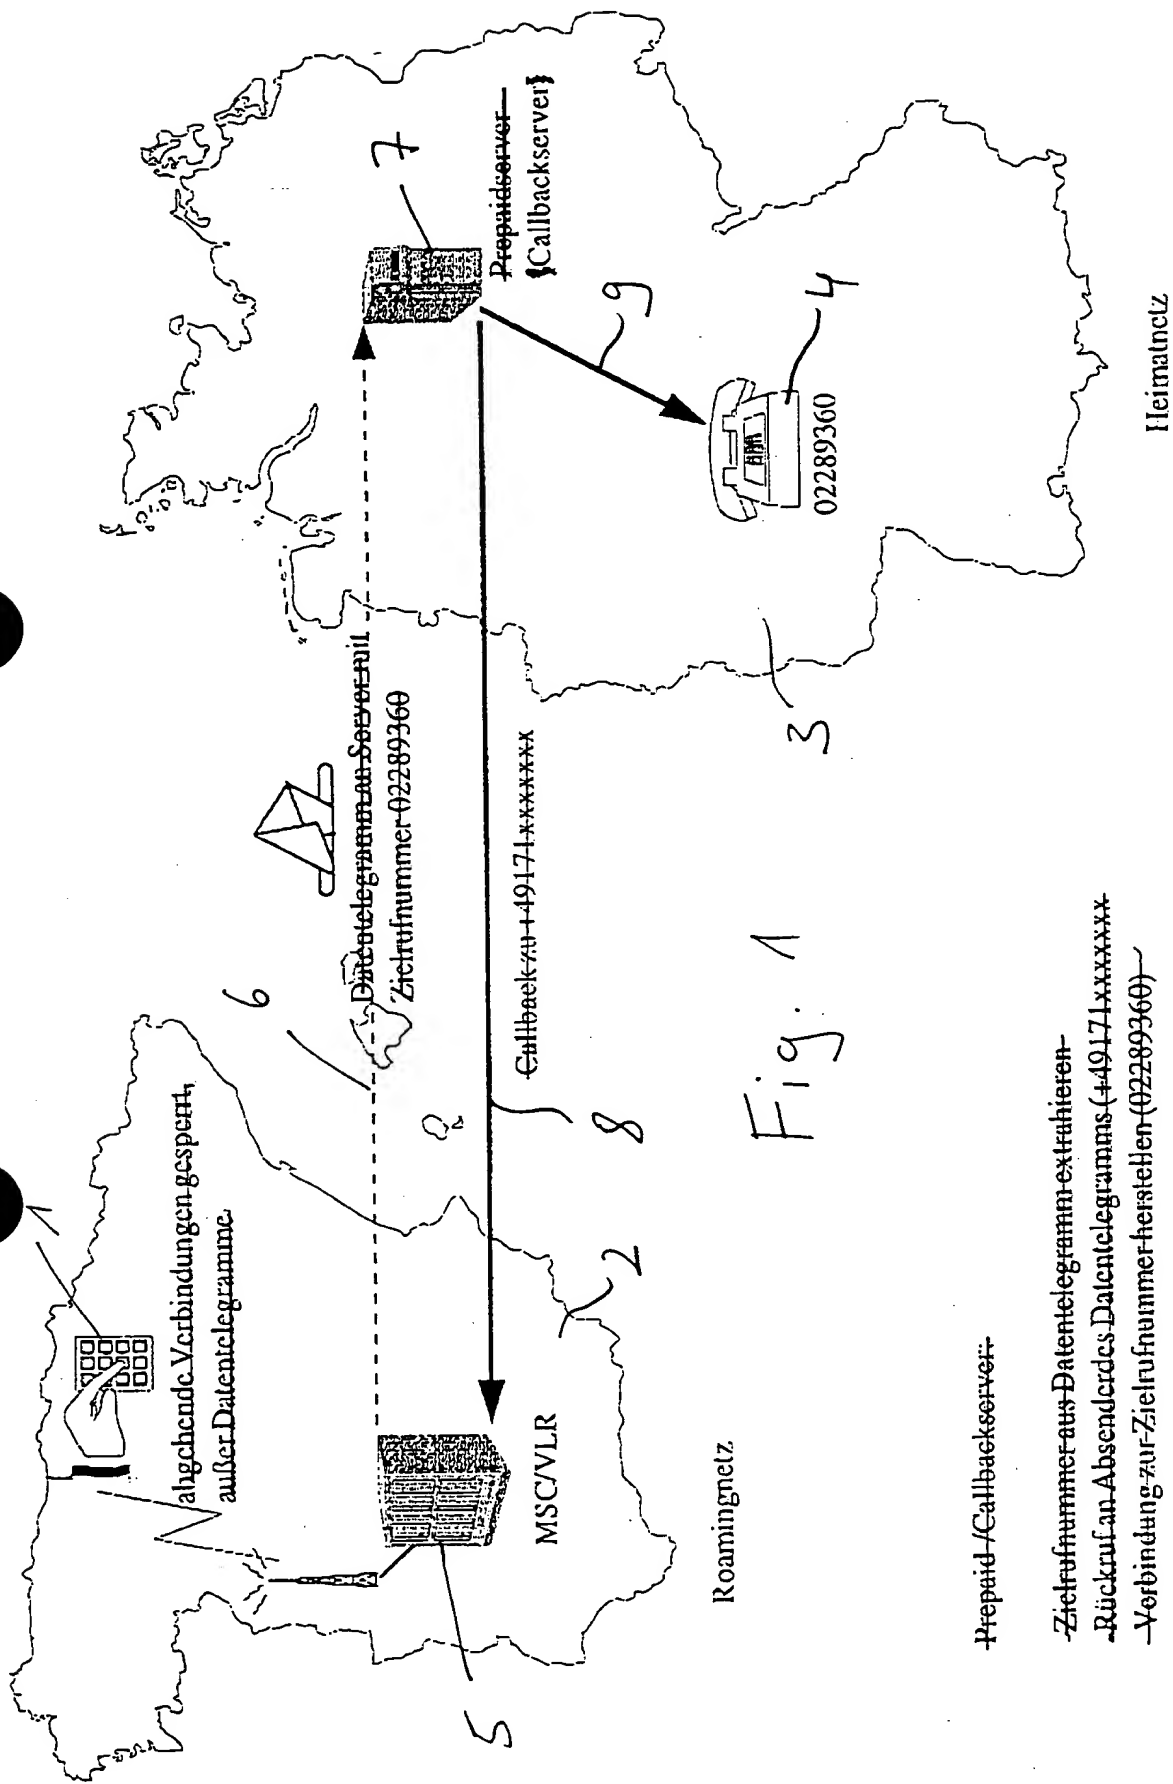 1
abgehende Verbindungen gesperrt,
außer Datentelegramme
6
Datentelegramm an Server mit
Zielrufnummer 02289360
7
Prepaidserver
(Callbackserver)
9
4
02289360
Callback zu +49171xxxxxxx
8
2
3
5
MSC/VLR
Roamingnetz
Heimatnetz
Fig. 1
Prepaid /Callbackserver:
Zielrufnummer aus Datentelegramm extrahieren
Rückruf an Absender des Datentelegramms (+49171xxxxxxx
Verbindung zur Zielrufnummer herstellen (02289360)